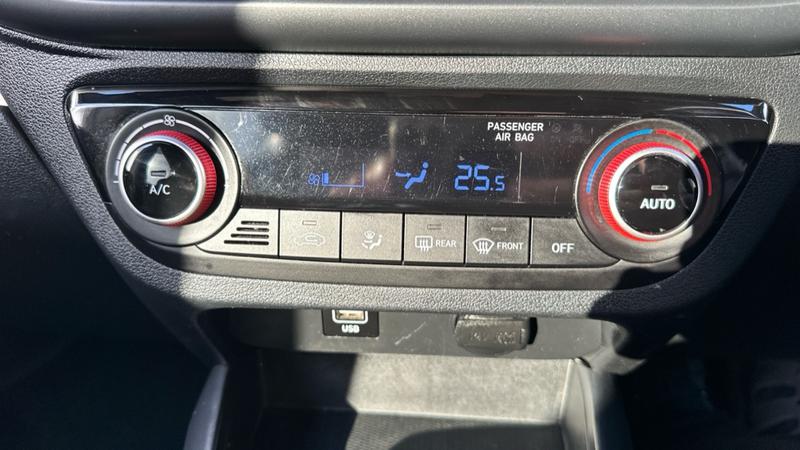 PASSENGER
AIR BAG
25.5
A/C
AUTO
REAR
FRONT
OFF
USB